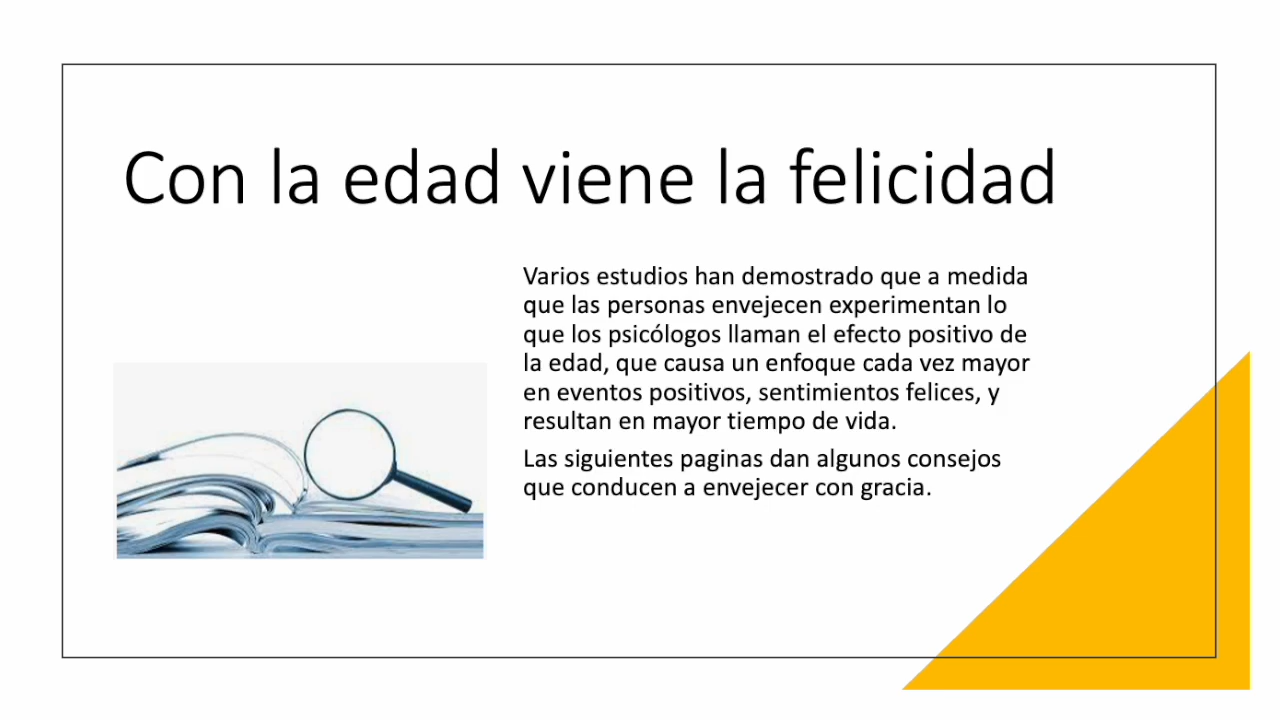 Con la edad viene la felicidad
Varios estudios han demostrado que a medida
que las personas envejecen experimentan lo
que los psicólogos llaman el efecto positivo de
la edad, que causa un enfoque cada vez mayor
en eventos positivos, sentimientos felices, y
resultan en mayor tiempo de vida.
Las siguientes paginas dan algunos consejos
que conducen a envejecer con gracia.